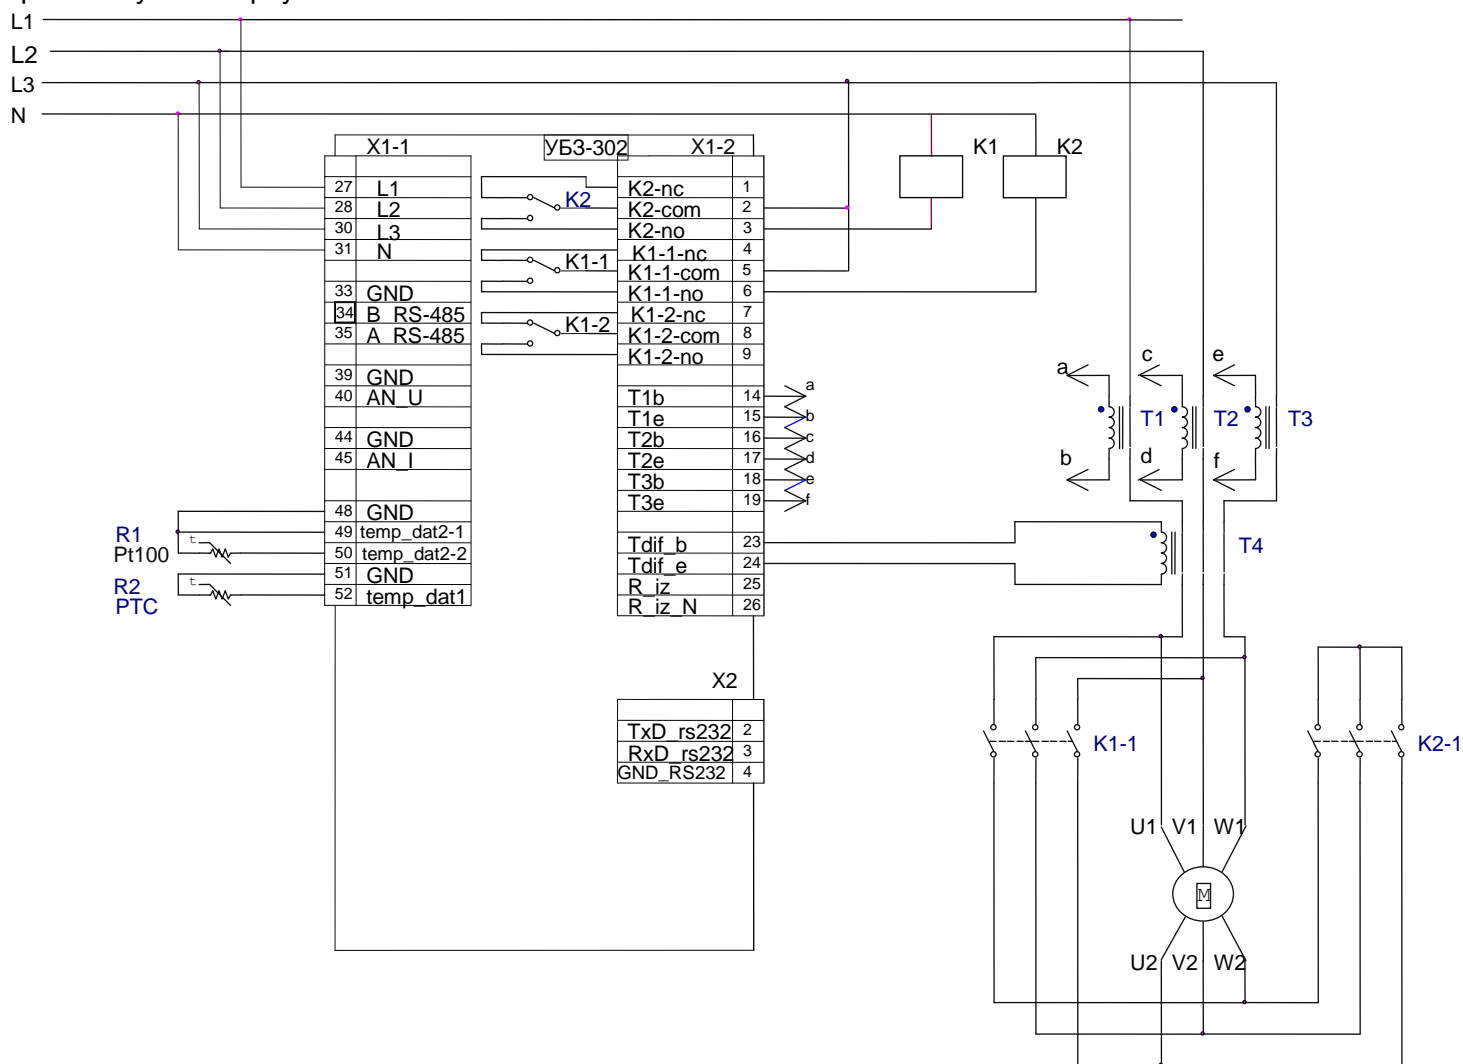 L1
L2
L3
N
X1-1
УБЗ-302
X1-2
K1
K2
27 L1
28 L2
30 L3
31 N
33 GND
34 B RS-485
35 A RS-485
39 GND
40 AN_U
44 GND
45 AN_I
48 GND
49 temp_dat2-1
50 temp_dat2-2
51 GND
52 temp_dat1
R1
Pt100
t
R2
PTC
t
K2
K1-1
K1-2
K2-nc 1
K2-com 2
K2-no 3
K1-1-nc 4
K1-1-com 5
K1-1-no 6
K1-2-nc 7
K1-2-com 8
K1-2-no 9
T1b 14 a
T1e 15 b
T2b 16 c
T2e 17 d
T3b 18 e
T3e 19 f
Tdif_b 23
Tdif_e 24
R_iz 25
R_iz_N 26
X2
TxD_rs232 2
RxD_rs232 3
GND_RS232 4
a c e
T1 T2 T3
b d f
T4
K1-1
K2-1
U1 V1 W1
M
U2 V2 W2